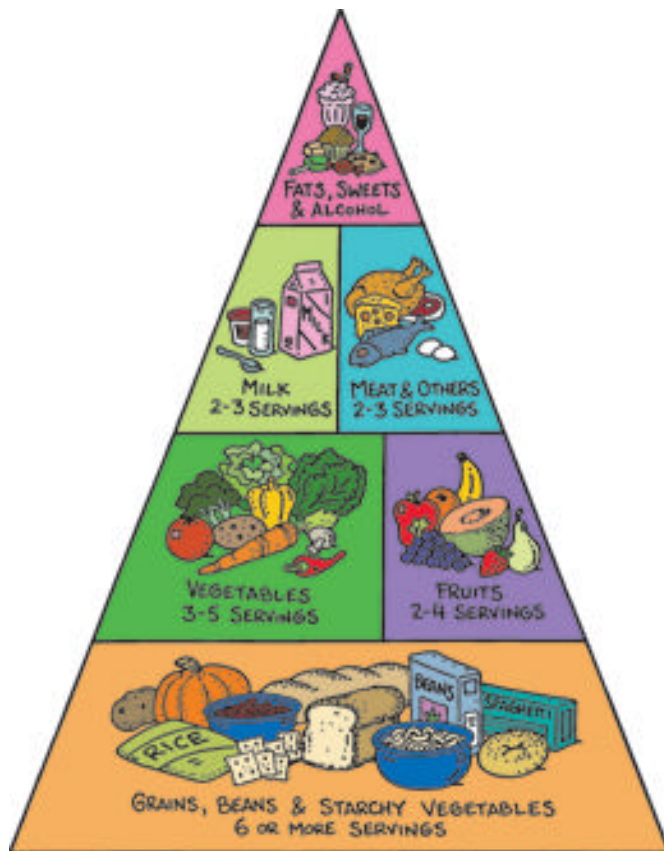 FATS, SWEETS
& ALCOHOL
MILK
MILK
2-3 SERVINGS
MEAT & OTHERS
2-3 SERVINGS
VEGETABLES
3-5 SERVINGS
FRUITS
2-4 SERVINGS
BEANS
SPAGHETTI
RICE
GRAINS, BEANS & STARCHY VEGETABLES
6 OR MORE SERVINGS